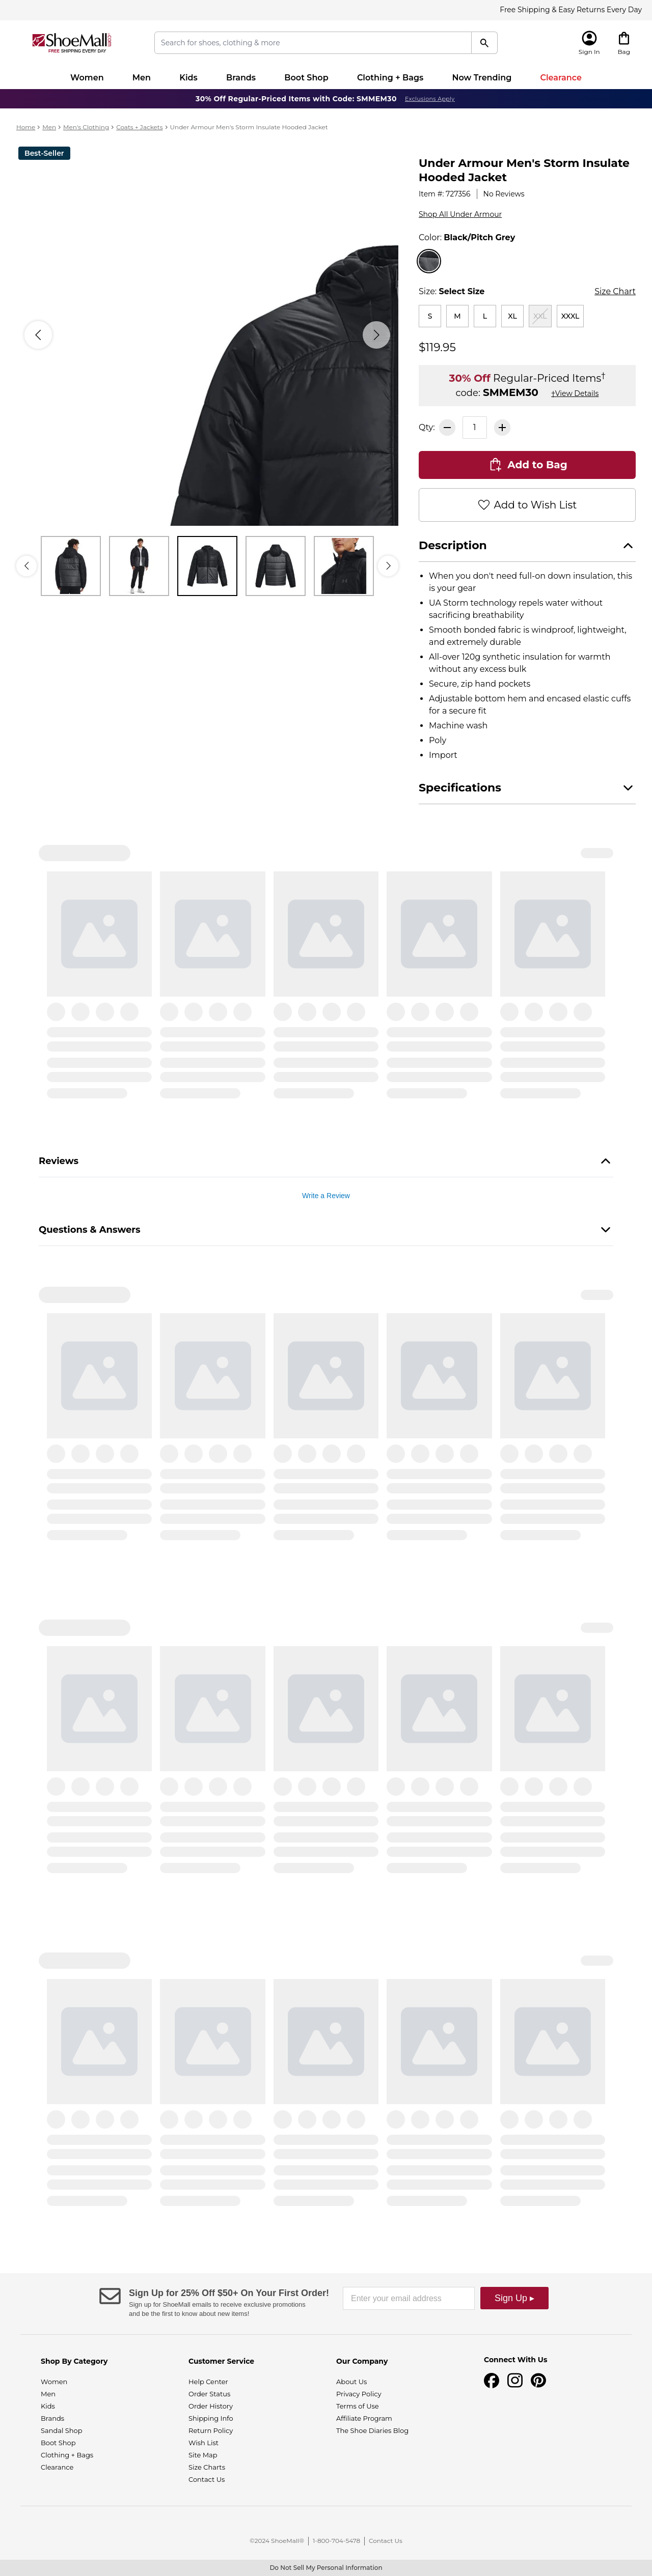 Free Shipping & Easy Returns Every Day
ShoeMall
FREE SHIPPING EVERY DAY
Search for shoes, clothing & more
Sign In
Bag
Women
Men
Kids
Brands
Boot Shop
Clothing + Bags
Now Trending
Clearance
30% Off Regular-Priced Items with Code: SMMEM30 Exclusions Apply
Home > Men > Men's Clothing > Coats + Jackets > Under Armour Men's Storm Insulate Hooded Jacket
Best-Seller
Under Armour Men's Storm Insulate
Hooded Jacket
Item #: 727356 | No Reviews
Shop All Under Armour
Color: Black/Pitch Grey
Size: Select Size
Size Chart
S
M
L
XL
XXL
XXXL
$119.95
30% Off Regular-Priced Items†
code: SMMEM30 ‡View Details
Qty: 1
Add to Bag
Add to Wish List
Description
• When you don't need full-on down insulation, this
is your gear
• UA Storm technology repels water without
sacrificing breathability
• Smooth bonded fabric is windproof, lightweight,
and extremely durable
• All-over 120g synthetic insulation for warmth
without any excess bulk
• Secure, zip hand pockets
• Adjustable bottom hem and encased elastic cuffs
for a secure fit
• Machine wash
• Poly
• Import
Specifications
Reviews
Write a Review
Questions & Answers
Sign Up for 25% Off $50+ On Your First Order!
Sign up for ShoeMall emails to receive exclusive promotions
and be the first to know about new items!
Enter your email address
Sign Up ▸
Shop By Category
Women
Men
Kids
Brands
Sandal Shop
Boot Shop
Clothing + Bags
Clearance
Customer Service
Help Center
Order Status
Order History
Shipping Info
Return Policy
Wish List
Site Map
Size Charts
Contact Us
Our Company
About Us
Privacy Policy
Terms of Use
Affiliate Program
The Shoe Diaries Blog
Connect With Us
©2024 ShoeMall® | 1-800-704-5478 | Contact Us
Do Not Sell My Personal Information